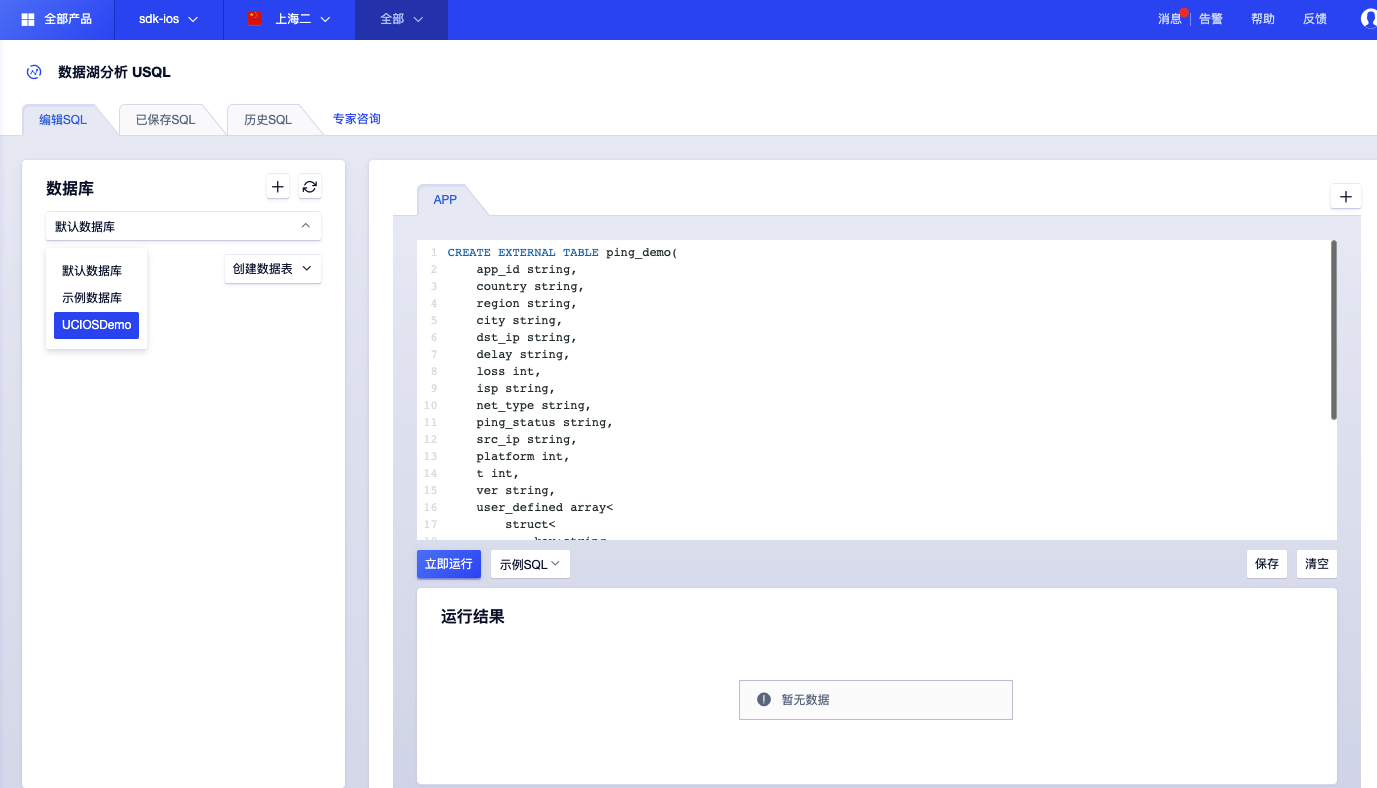 全部产品
sdk-ios
上海二
全部
消息
告警
帮助
反馈
数据湖分析 USQL
编辑SQL
已保存SQL
历史SQL
专家咨询
数据库
默认数据库
默认数据库
示例数据库
UCIOSDemo
创建数据表
APP
1 CREATE EXTERNAL TABLE ping_demo(
2 app_id string,
3 country string,
4 region string,
5 city string,
6 dst_ip string,
7 delay string,
8 loss int,
9 isp string,
10 net_type string,
11 ping_status string,
12 src_ip string,
13 platform int,
14 t int,
15 ver string,
16 user_defined array<
17 struct<
立即运行
示例SQL
保存
清空
运行结果
暂无数据